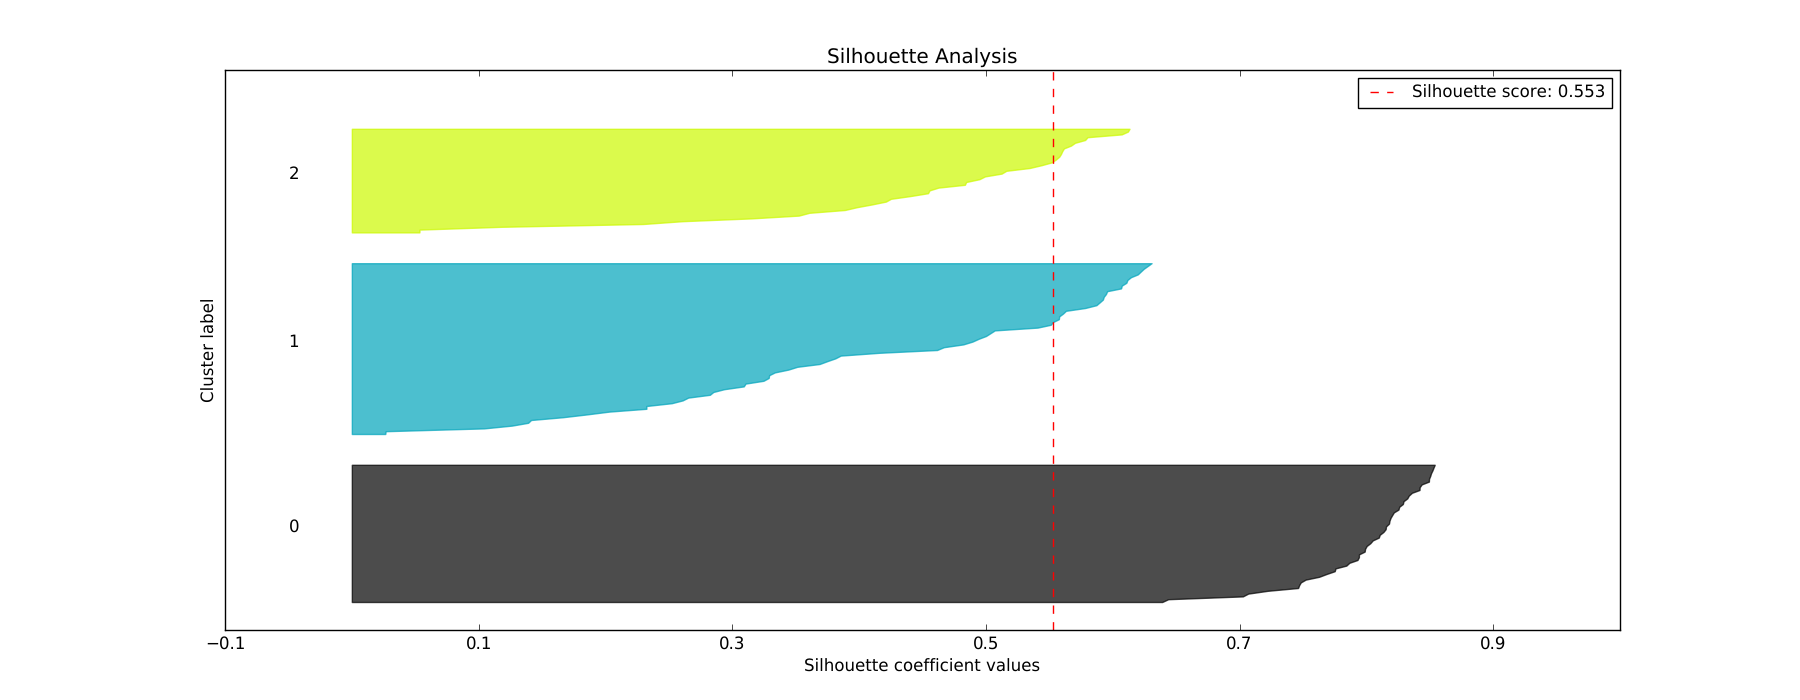 Silhouette Analysis
Silhouette score: 0.553
2
1
0
Cluster label
−0.1 0.1 0.3 0.5 0.7 0.9
Silhouette coefficient values